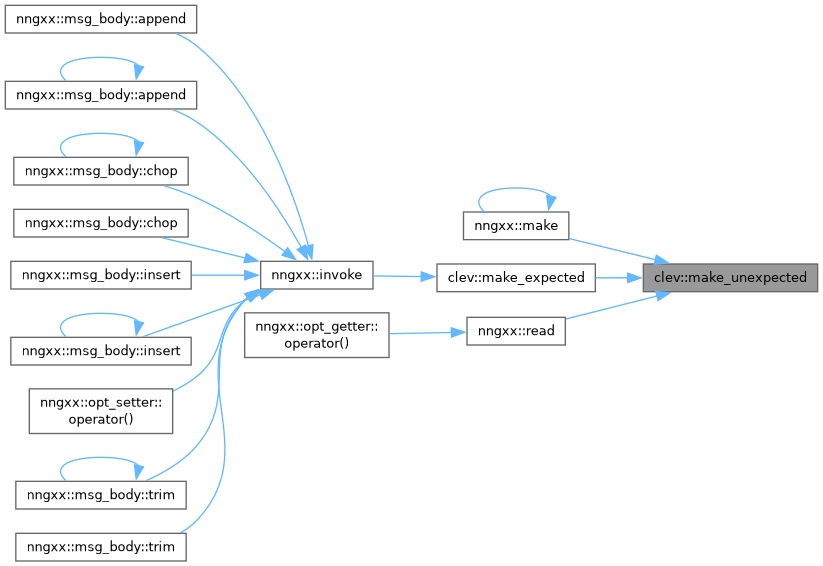 nngxx::msg_body::append
nngxx::msg_body::append
nngxx::msg_body::chop
nngxx::msg_body::chop
nngxx::msg_body::insert
nngxx::msg_body::insert
nngxx::opt_setter::
operator()
nngxx::msg_body::trim
nngxx::msg_body::trim
nngxx::invoke
nngxx::opt_getter::
operator()
nngxx::make
clev::make_expected
nngxx::read
clev::make_unexpected